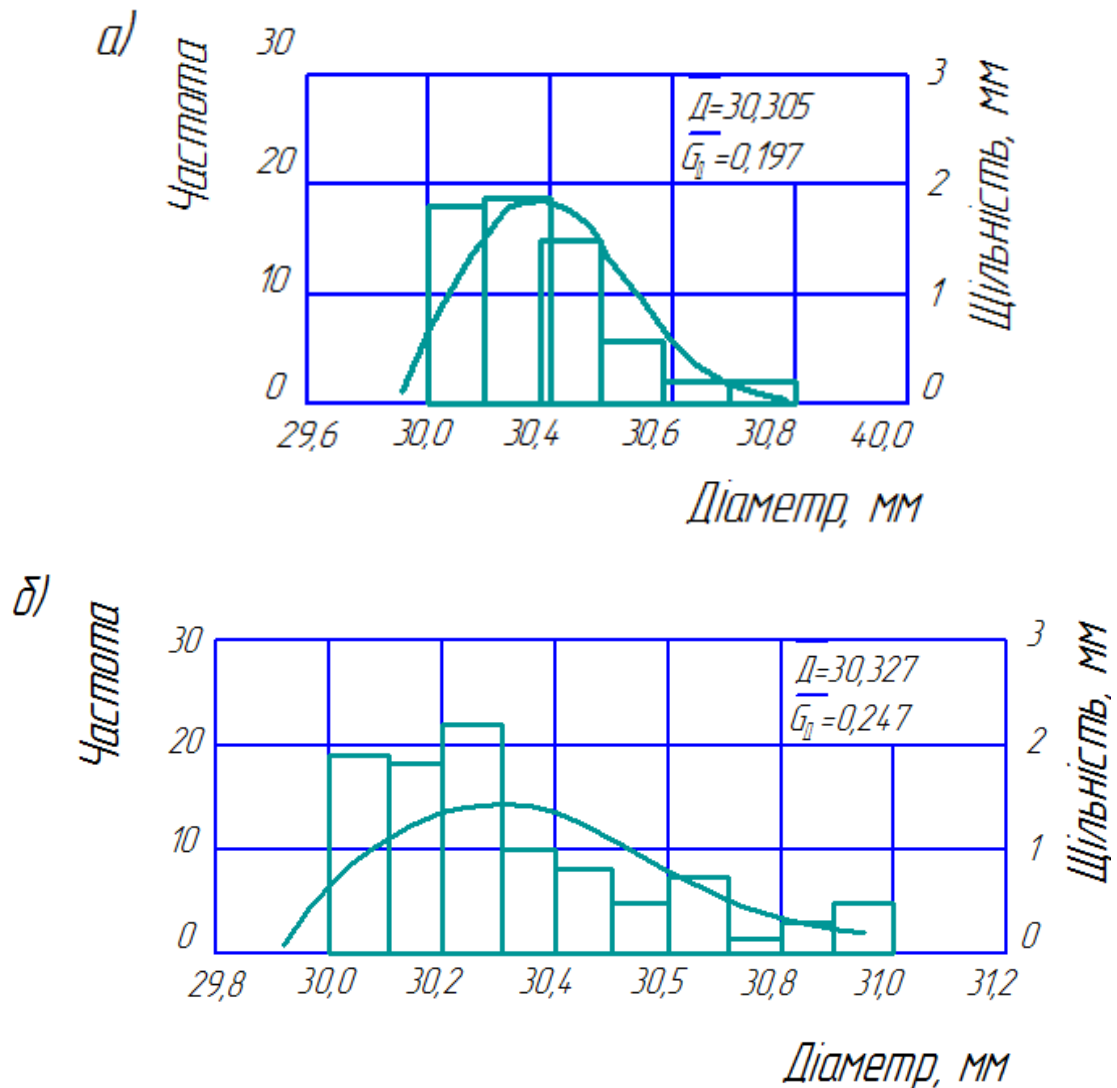 а)
Частота
30
20
10
0
Д=30,305
G_Д =0,197
3
2
1
0
Щільність, мм
29,6 30,0 30,4 30,6 30,8 40,0
Діаметр, мм
б)
Частота
30
20
10
0
Д=30,327
G_Д =0,247
3
2
1
0
Щільність, мм
29,8 30,0 30,2 30,4 30,5 30,8 31,0 31,2
Діаметр, мм